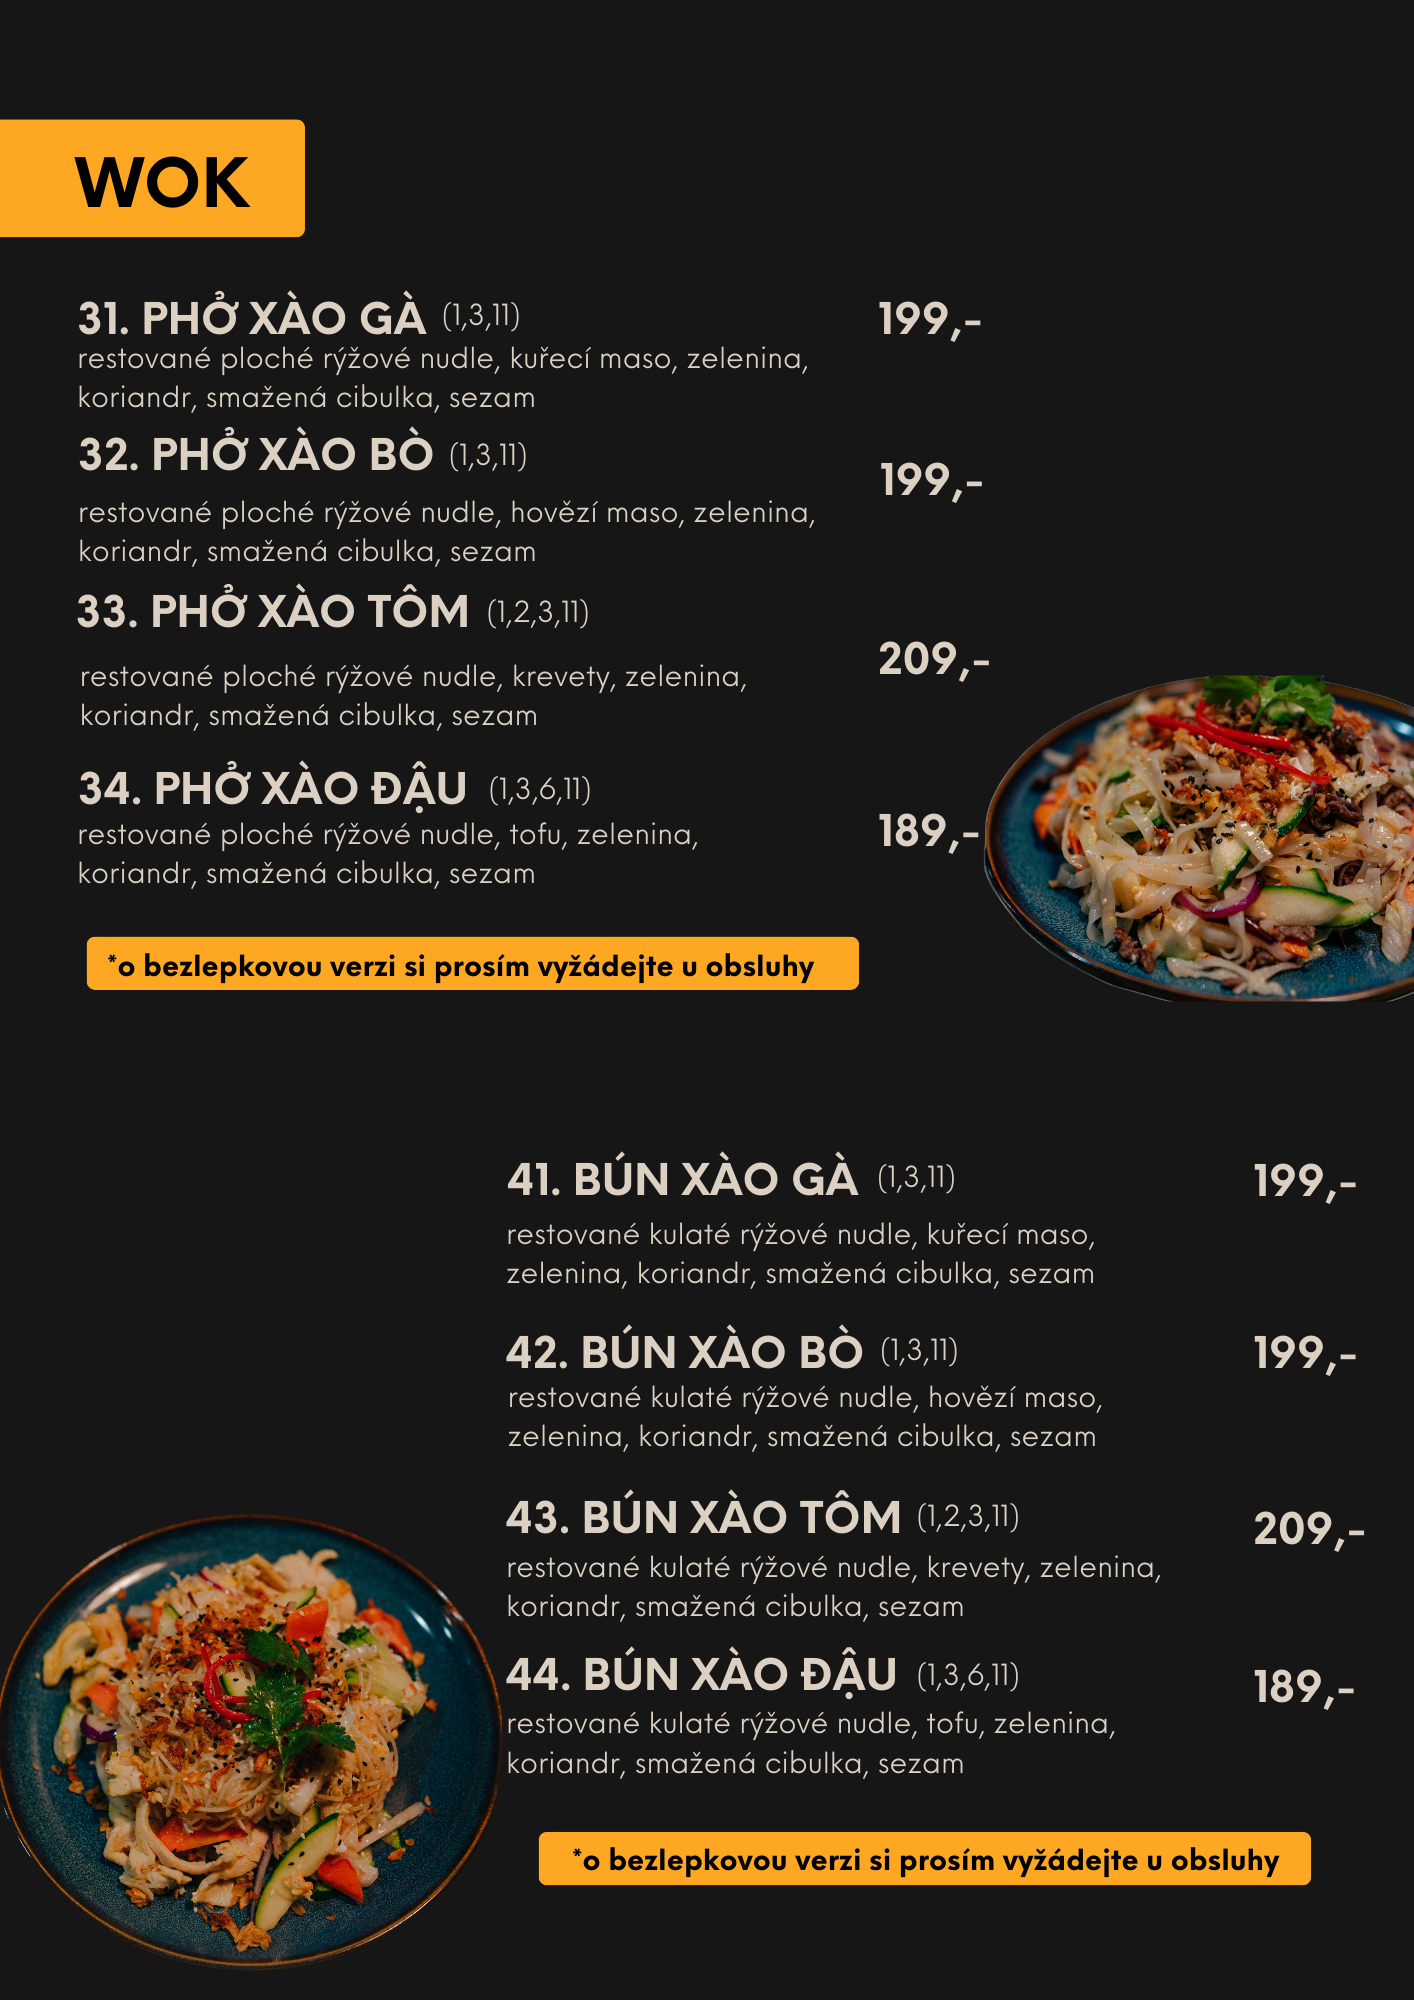 WOK
31. PHỞ XÀO GÀ (1,3,11) 199,-
restované ploché rýžové nudle, kuřecí maso, zelenina,
koriandr, smažená cibulka, sezam
32. PHỞ XÀO BÒ (1,3,11) 199,-
restované ploché rýžové nudle, hovězí maso, zelenina,
koriandr, smažená cibulka, sezam
33. PHỞ XÀO TÔM (1,2,3,11) 209,-
restované ploché rýžové nudle, krevety, zelenina,
koriandr, smažená cibulka, sezam
34. PHỞ XÀO ĐẬU (1,3,6,11) 189,-
restované ploché rýžové nudle, tofu, zelenina,
koriandr, smažená cibulka, sezam
*o bezlepkovou verzi si prosím vyžádejte u obsluhy
41. BÚN XÀO GÀ (1,3,11) 199,-
restované kulaté rýžové nudle, kuřecí maso,
zelenina, koriandr, smažená cibulka, sezam
42. BÚN XÀO BÒ (1,3,11) 199,-
restované kulaté rýžové nudle, hovězí maso,
zelenina, koriandr, smažená cibulka, sezam
43. BÚN XÀO TÔM (1,2,3,11) 209,-
restované kulaté rýžové nudle, krevety, zelenina,
koriandr, smažená cibulka, sezam
44. BÚN XÀO ĐẬU (1,3,6,11) 189,-
restované kulaté rýžové nudle, tofu, zelenina,
koriandr, smažená cibulka, sezam
*o bezlepkovou verzi si prosím vyžádejte u obsluhy